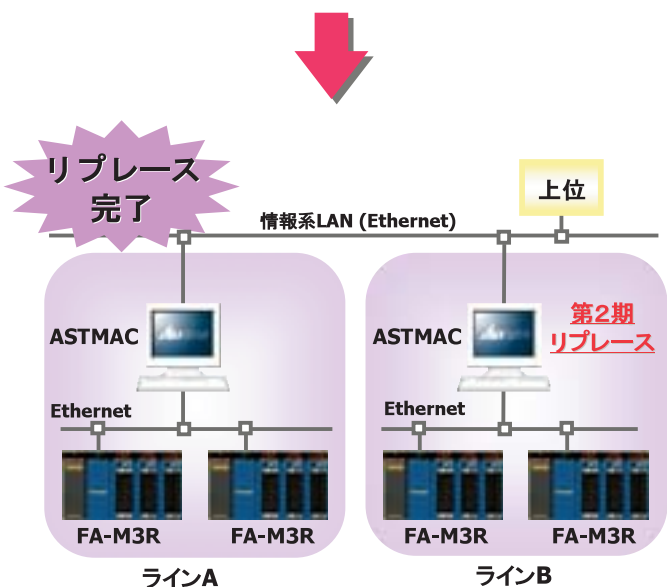 リプレース
完了
上位
情報系LAN (Ethernet)
ASTMAC
Ethernet
FA-M3R
FA-M3R
ラインA
ASTMAC
第2期
リプレース
Ethernet
FA-M3R
FA-M3R
ラインB